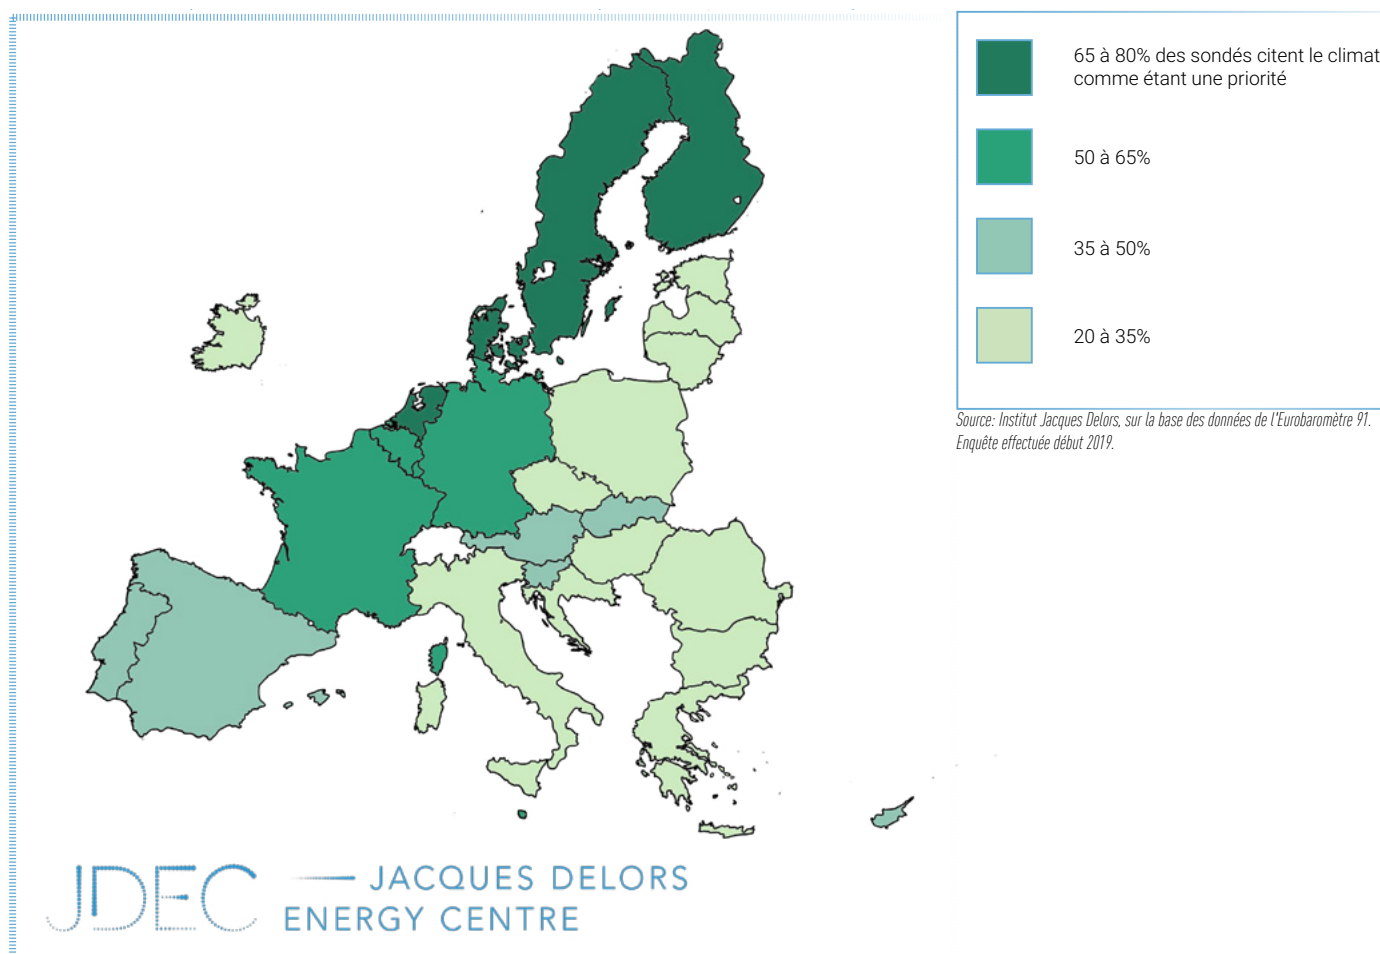 65 à 80% des sondés citent le climat
comme étant une priorité
50 à 65%
35 à 50%
20 à 35%
Source: Institut Jacques Delors, sur la base des données de l'Eurobaromètre 91.
Enquête effectuée début 2019.
JDEC
JACQUES DELORS
ENERGY CENTRE